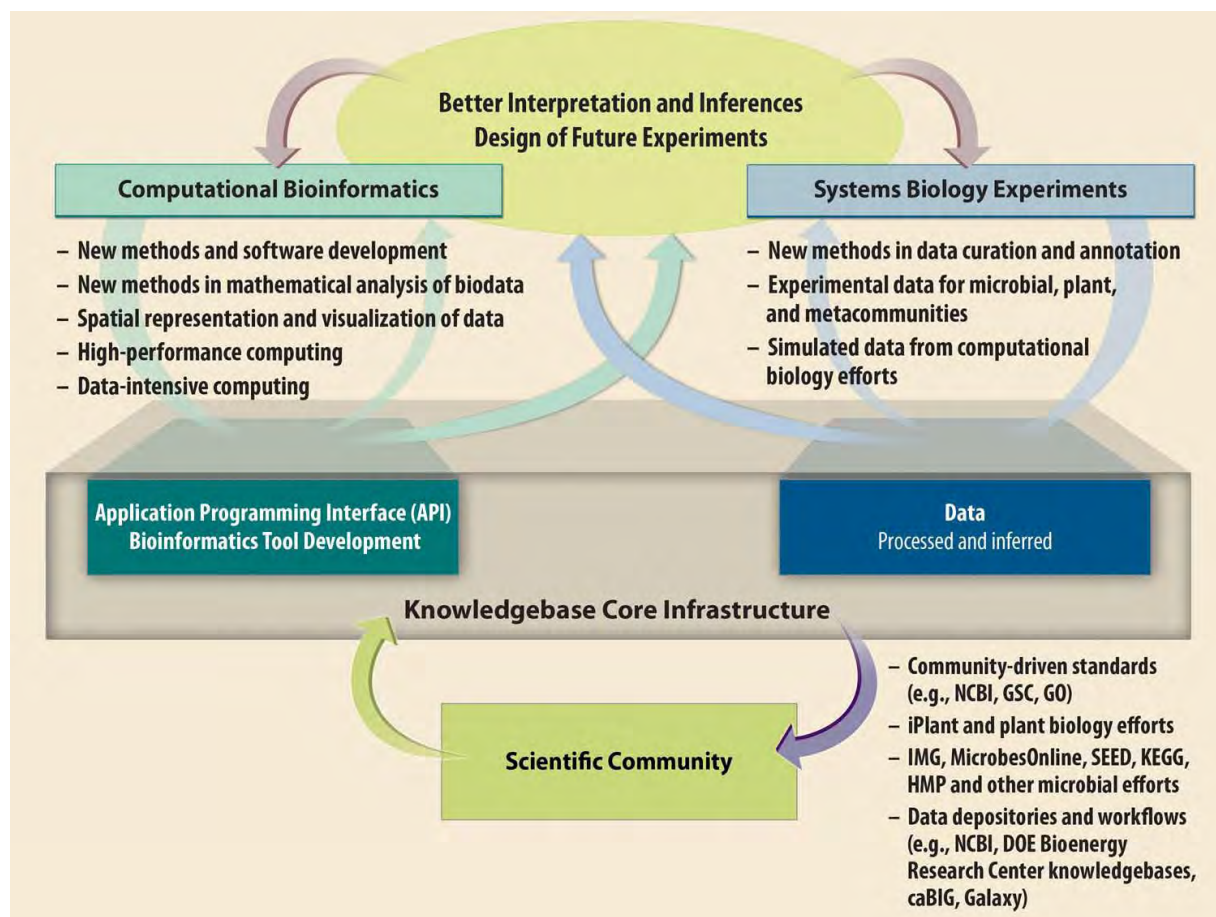 Better Interpretation and Inferences
Design of Future Experiments
Computational Bioinformatics
– New methods and software development
– New methods in mathematical analysis of biodata
– Spatial representation and visualization of data
– High-performance computing
– Data-intensive computing
Systems Biology Experiments
– New methods in data curation and annotation
– Experimental data for microbial, plant,
and metacommunities
– Simulated data from computational
biology efforts
Application Programming Interface (API)
Bioinformatics Tool Development
Data
Processed and inferred
Knowledgebase Core Infrastructure
Scientific Community
– Community-driven standards
(e.g., NCBI, GSC, GO)
– iPlant and plant biology efforts
– IMG, MicrobesOnline, SEED, KEGG,
HMP and other microbial efforts
– Data depositories and workflows
(e.g., NCBI, DOE Bioenergy
Research Center knowledgebases,
caBIG, Galaxy)